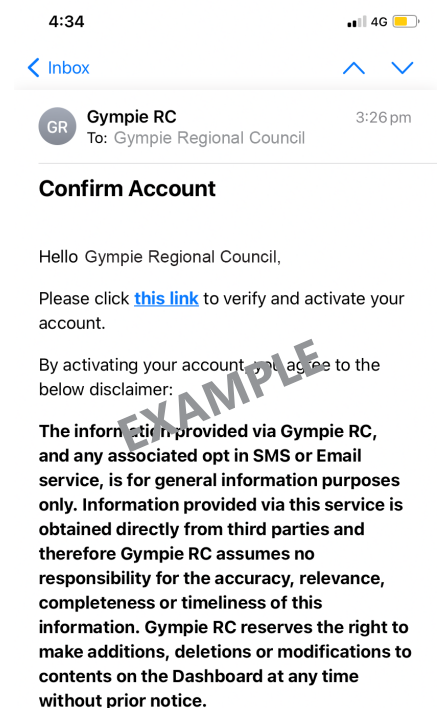 4:34
4G
Inbox
GR
Gympie RC
3:26 pm
To: Gympie Regional Council
Confirm Account
Hello Gympie Regional Council,
Please click this link to verify and activate your
account.
By activating your account, you agree to the
below disclaimer:
EXAMPLE
The information provided via Gympie RC,
and any associated opt in SMS or Email
service, is for general information purposes
only. Information provided via this service is
obtained directly from third parties and
therefore Gympie RC assumes no
responsibility for the accuracy, relevance,
completeness or timeliness of this
information. Gympie RC reserves the right to
make additions, deletions or modifications to
contents on the Dashboard at any time
without prior notice.